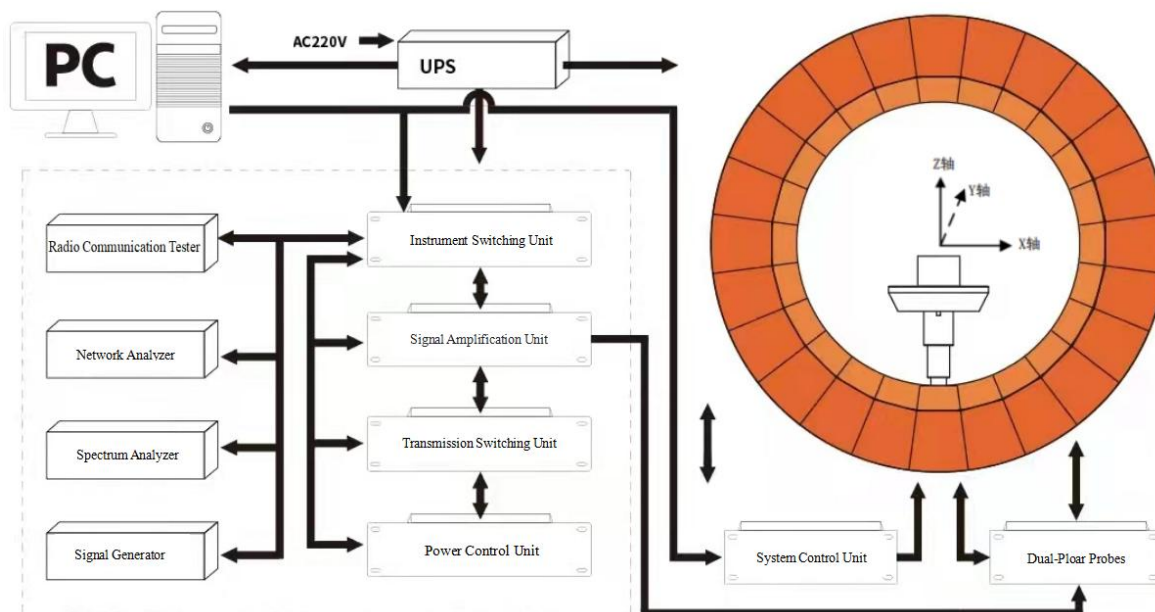 PC
AC220V
UPS
Z轴
Y轴
X轴
Radio Communication Tester
Instrument Switching Unit
Network Analyzer
Signal Amplification Unit
Spectrum Analyzer
Transmission Switching Unit
Signal Generator
Power Control Unit
System Control Unit
Dual-Ploar Probes